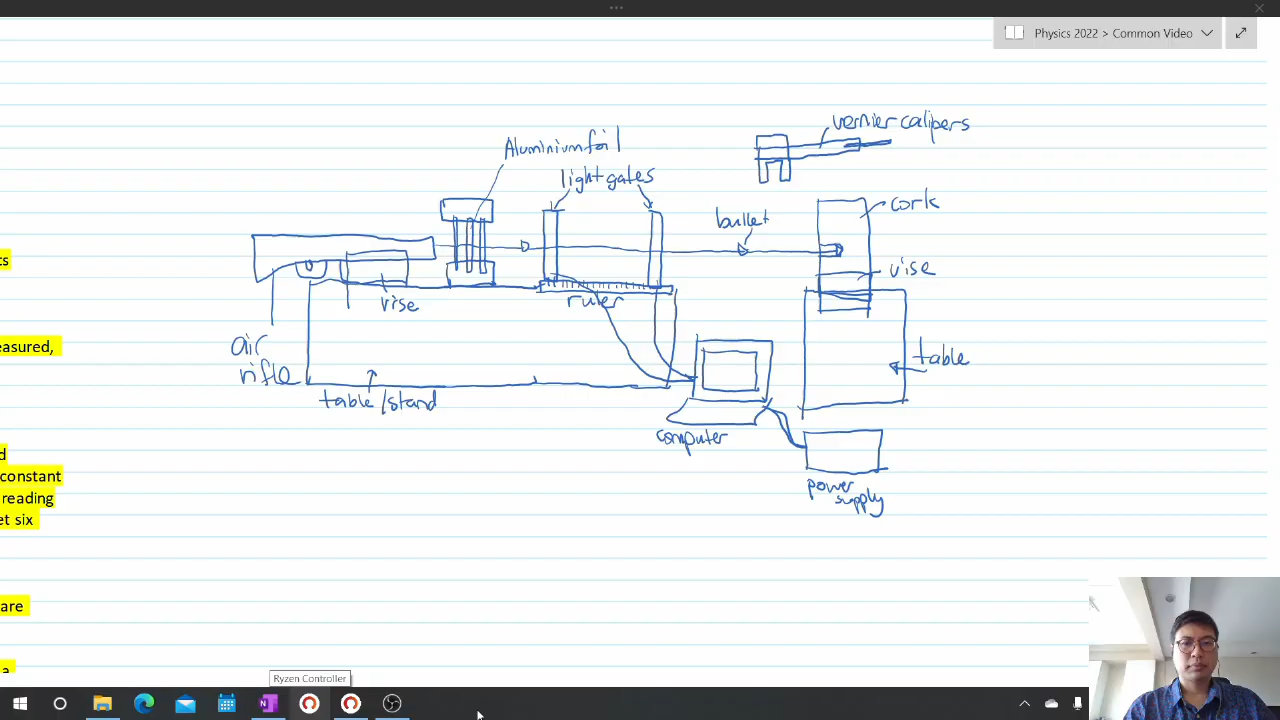 Physics 2022 > Common Video
vernier calipers
Aluminium foil
light gates
cork
bullet
ts
vise
vise
ruler
easured,
air
rifle
table
table/stand
computer
d
constant
reading
et six
power
supply
are
a
Ryzen Controller